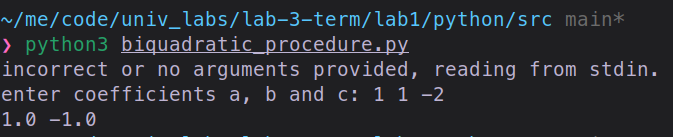 ~/me/code/univ_labs/lab-3-term/lab1/python/src main*
❯ python3 biquadratic_procedure.py
incorrect or no arguments provided, reading from stdin.
enter coefficients a, b and c: 1 1 -2
1.0 -1.0